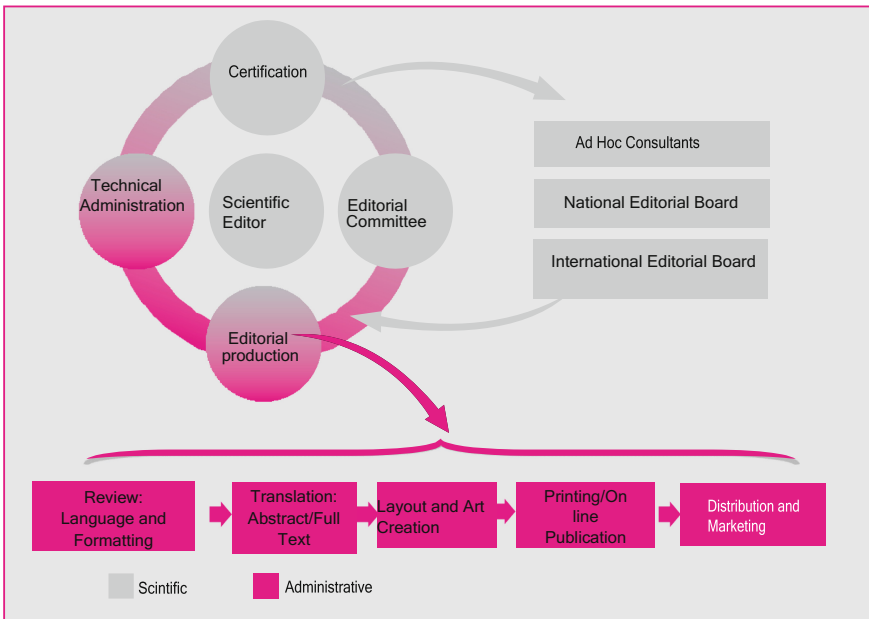 Certification
Technical
Administration
Scientific
Editor
Editorial
Committee
Editorial
production
Ad Hoc Consultants
National Editorial Board
International Editorial Board
Review:
Language and
Formatting
Translation:
Abstract/Full
Text
Layout and Art
Creation
Printing/On
line
Publication
Distribution and
Marketing
Scintific
Administrative